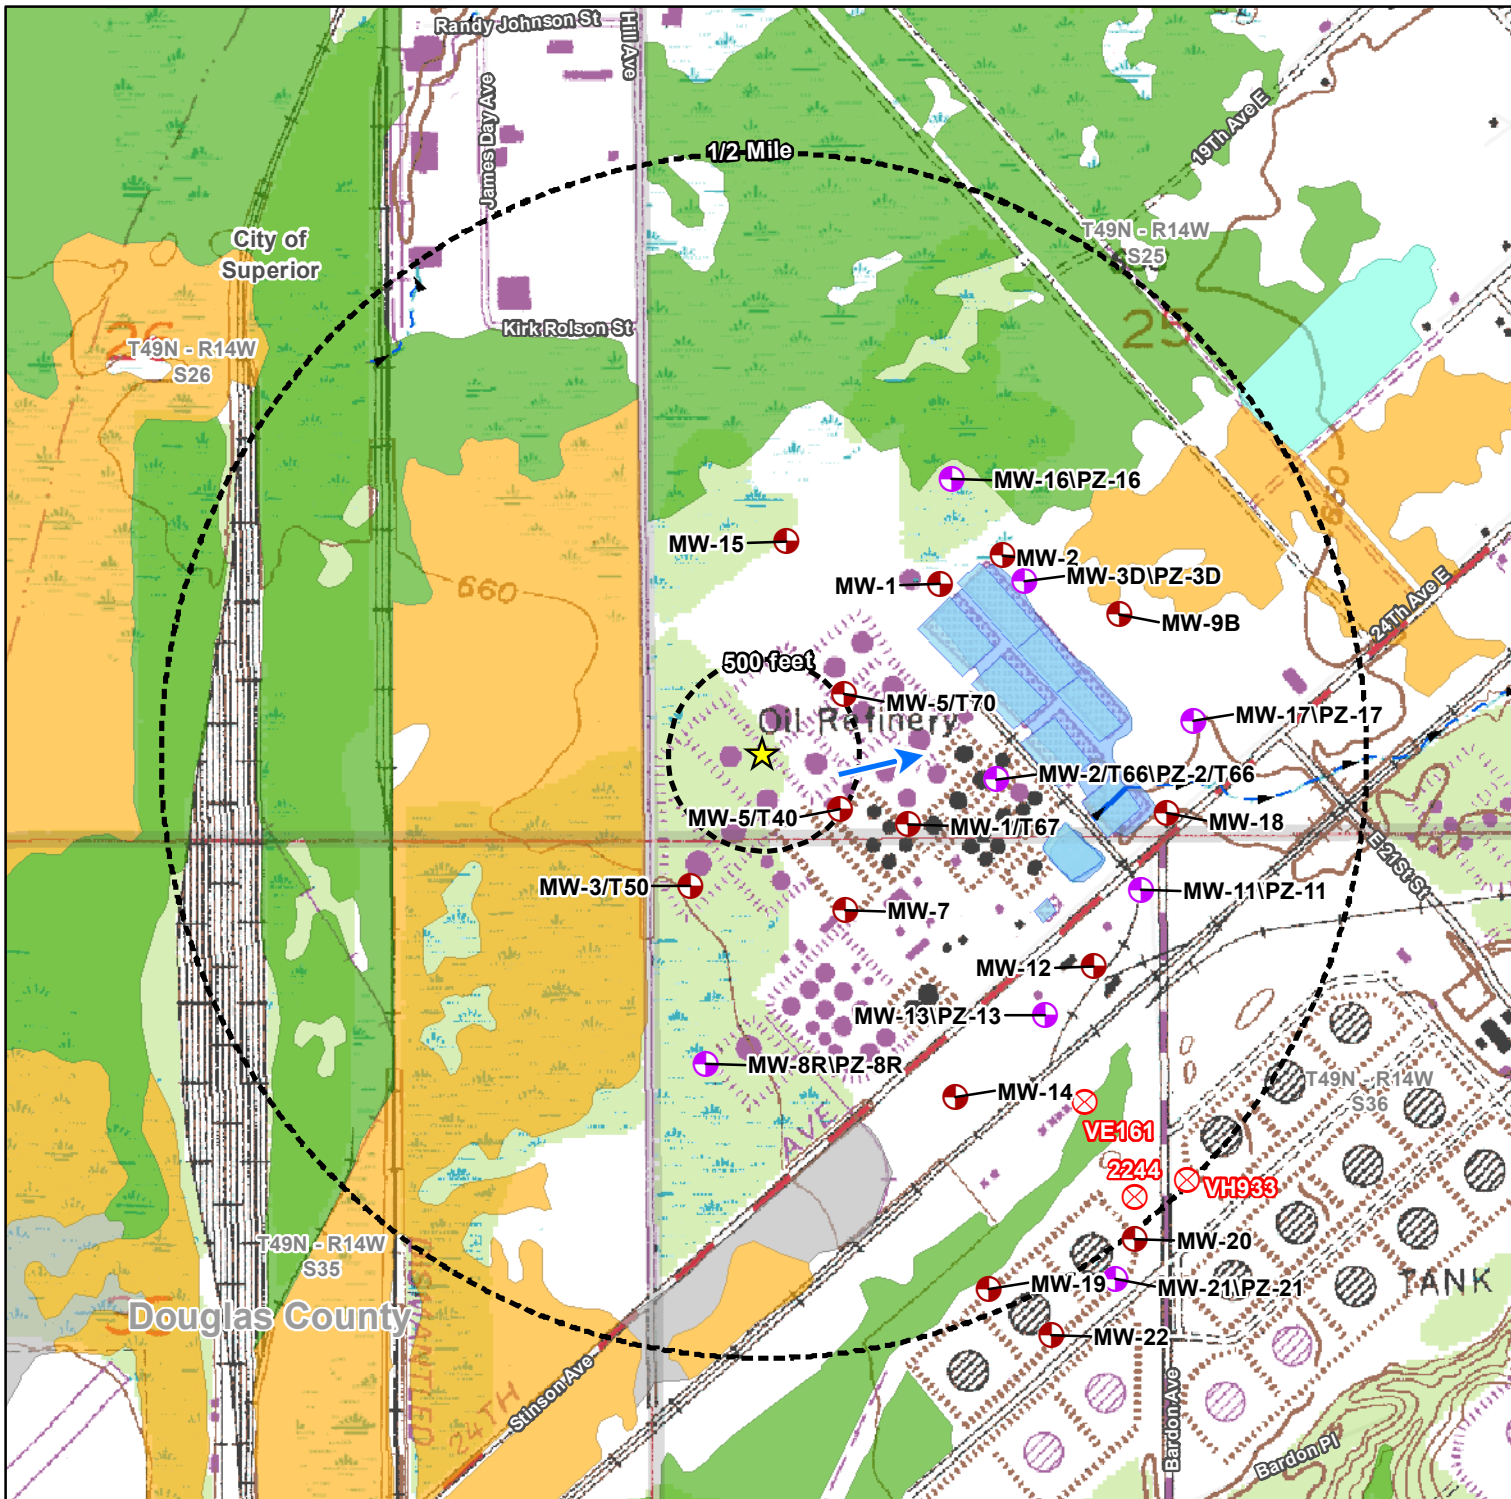 Randy Johnson St
Hill Ave
James Day Ave
19Th Ave E
1/2 Mile
City of
Superior
T49N - R14W
S25
25
Kirk Rolson St
26
T49N - R14W
S26
MW-16\PZ-16
MW-15
MW-2
MW-3D\PZ-3D
MW-1
660
MW-9B
24Th Ave E
500 feet
MW-5/T70
Oil Refinery
MW-17\PZ-17
MW-2/T66\PZ-2/T66
MW-5/T40
MW-1/T67
MW-18
E 21St St
MW-3/T50
MW-11\PZ-11
MW-7
MW-12
MW-13\PZ-13
MW-8R\PZ-8R
T49N - R14W
S36
MW-14
VE161
AVE
2244
VH933
MW-20
T49N - R14W
S35
MW-19
MW-21\PZ-21
TANK
Douglas County
MW-22
DISMANTLED
24TH
Stinson Ave
Bardon Ave
Bardon Pl